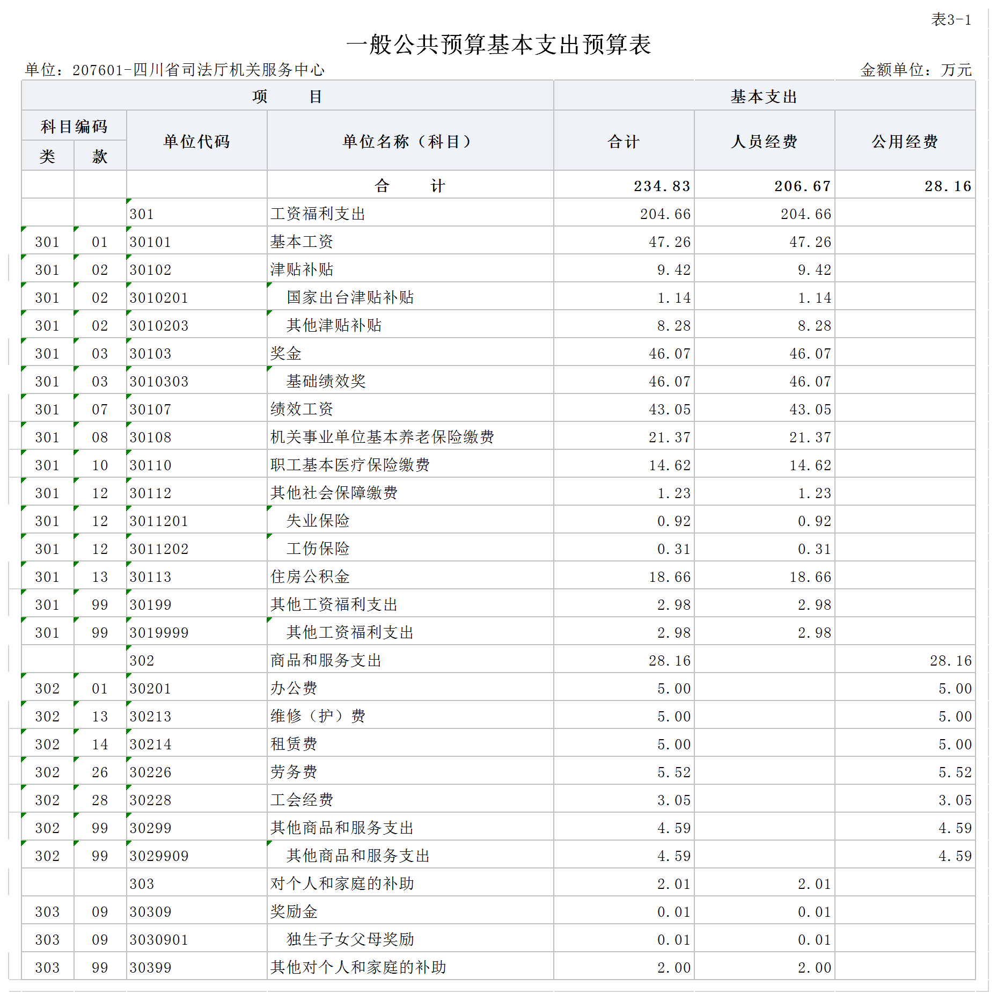 表3-1
一般公共预算基本支出预算表
单位：207601-四川省司法厅机关服务中心 金额单位：万元
项 目 基本支出
科目编码 单位代码 单位名称（科目） 合计 人员经费 公用经费
类 款
合 计 234.83 206.67 28.16
301 工资福利支出 204.66 204.66
301 01 30101 基本工资 47.26 47.26
301 02 30102 津贴补贴 9.42 9.42
301 02 3010201 国家出台津贴补贴 1.14 1.14
301 02 3010203 其他津贴补贴 8.28 8.28
301 03 30103 奖金 46.07 46.07
301 03 3010303 基础绩效奖 46.07 46.07
301 07 30107 绩效工资 43.05 43.05
301 08 30108 机关事业单位基本养老保险缴费 21.37 21.37
301 10 30110 职工基本医疗保险缴费 14.62 14.62
301 12 30112 其他社会保障缴费 1.23 1.23
301 12 3011201 失业保险 0.92 0.92
301 12 3011202 工伤保险 0.31 0.31
301 13 30113 住房公积金 18.66 18.66
301 99 30199 其他工资福利支出 2.98 2.98
301 99 3019999 其他工资福利支出 2.98 2.98
302 商品和服务支出 28.16 28.16
302 01 30201 办公费 5.00 5.00
302 13 30213 维修（护）费 5.00 5.00
302 14 30214 租赁费 5.00 5.00
302 26 30226 劳务费 5.52 5.52
302 28 30228 工会经费 3.05 3.05
302 99 30299 其他商品和服务支出 4.59 4.59
302 99 3029909 其他商品和服务支出 4.59 4.59
303 对个人和家庭的补助 2.01 2.01
303 09 30309 奖励金 0.01 0.01
303 09 3030901 独生子女父母奖励 0.01 0.01
303 99 30399 其他对个人和家庭的补助 2.00 2.00